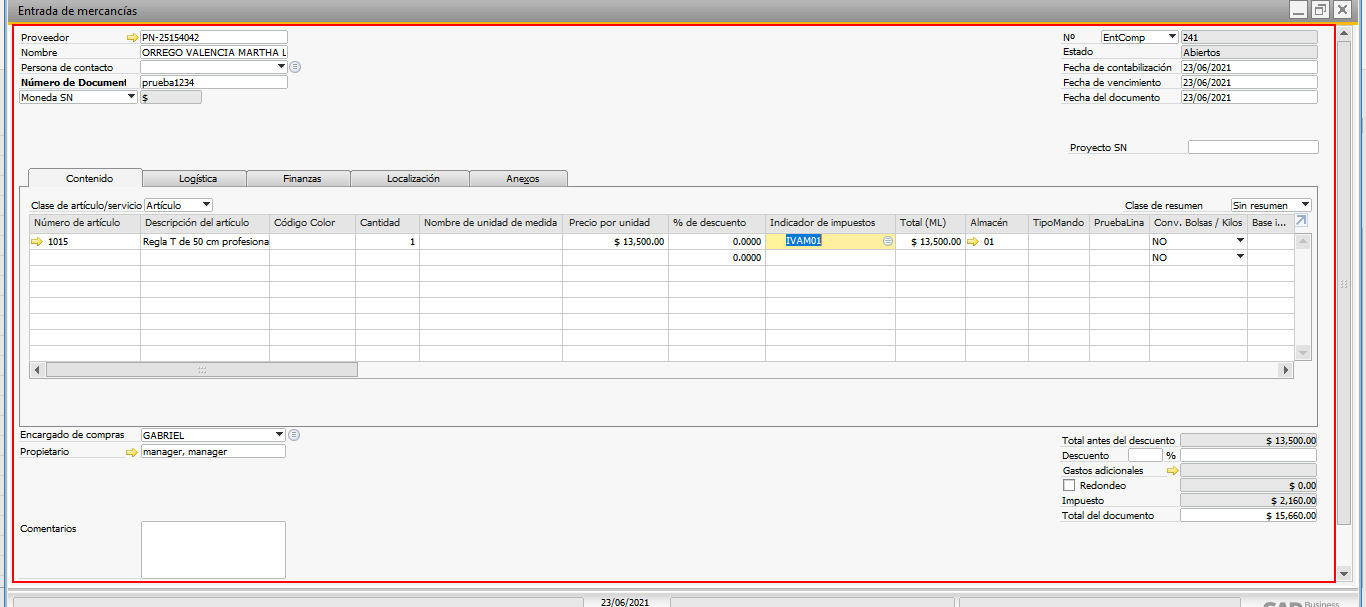 Entrada de mercancías
Proveedor PN-25154042
Nombre ORREGO VALENCIA MARTHA L
Persona de contacto
Número de Document prueba1234
Moneda SN $
Nº EntComp 241
Estado Abiertos
Fecha de contabilización 23/06/2021
Fecha de vencimiento 23/06/2021
Fecha del documento 23/06/2021
Proyecto SN
Contenido Logística Finanzas Localización Anexos
Clase de artículo/servicio Artículo Clase de resumen Sin resumen
Número de artículo Descripción del artículo Código Color Cantidad Nombre de unidad de medida Precio por unidad % de descuento Indicador de impuestos Total (ML) Almacén TipoMando PruebaLina Conv. Bolsas / Kilos Base i...
1015 Regla T de 50 cm profesiona 1 $ 13,500.00 0.0000 IVAM01 $ 13,500.00 01 NO
0.0000 NO
Encargado de compras GABRIEL
Propietario manager, manager
Comentarios
Total antes del descuento $ 13,500.00
Descuento %
Gastos adicionales
Redondeo $ 0.00
Impuesto $ 2,160.00
Total del documento $ 15,660.00
23/06/2021
Business